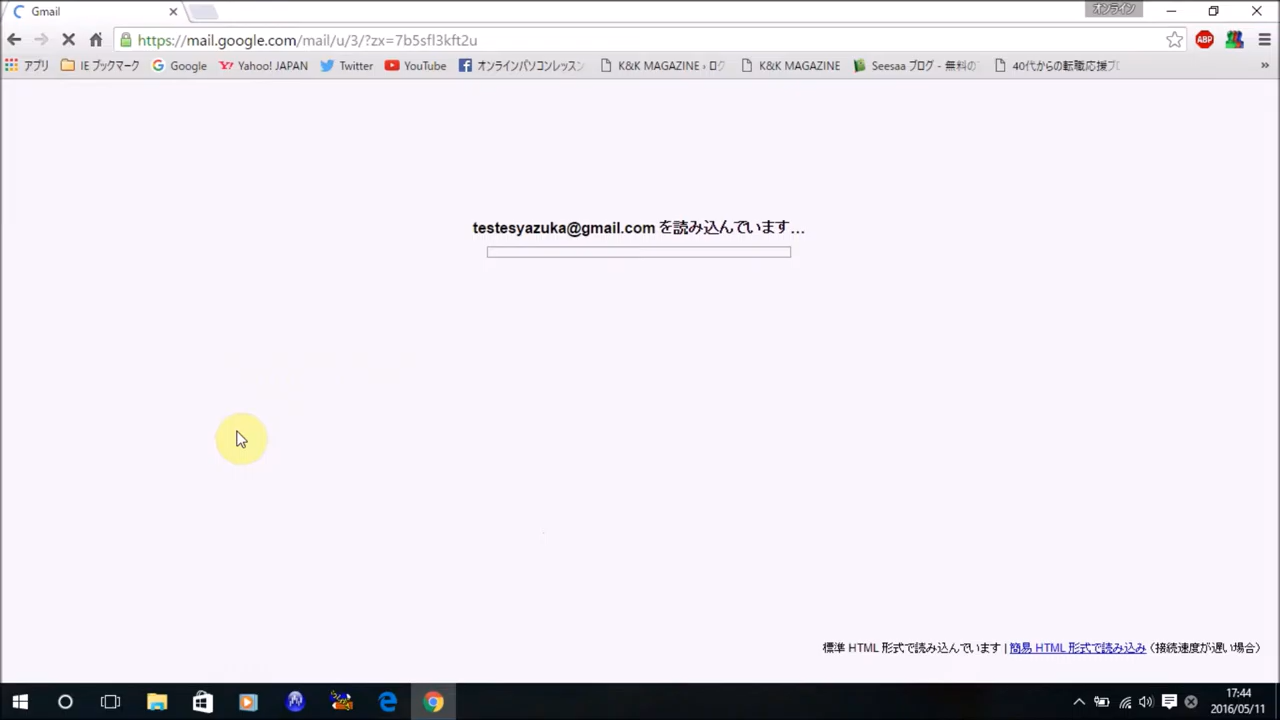 Gmail
オンライン
https://mail.google.com/mail/u/3/?zx=7b5sfl3kft2u
ABP
アプリ
IE ブックマーク
Google
Yahoo! JAPAN
Twitter
YouTube
オンラインパソコンレッスン
K&K MAGAZINE › ログ
K&K MAGAZINE
Seesaa ブログ - 無料の
40代からの転職応援ブ
»
testesyazuka@gmail.com を読み込んでいます...
標準 HTML 形式で読み込んでいます | 簡易 HTML 形式で読み込み (接続速度が遅い場合)
17:44
2016/05/11